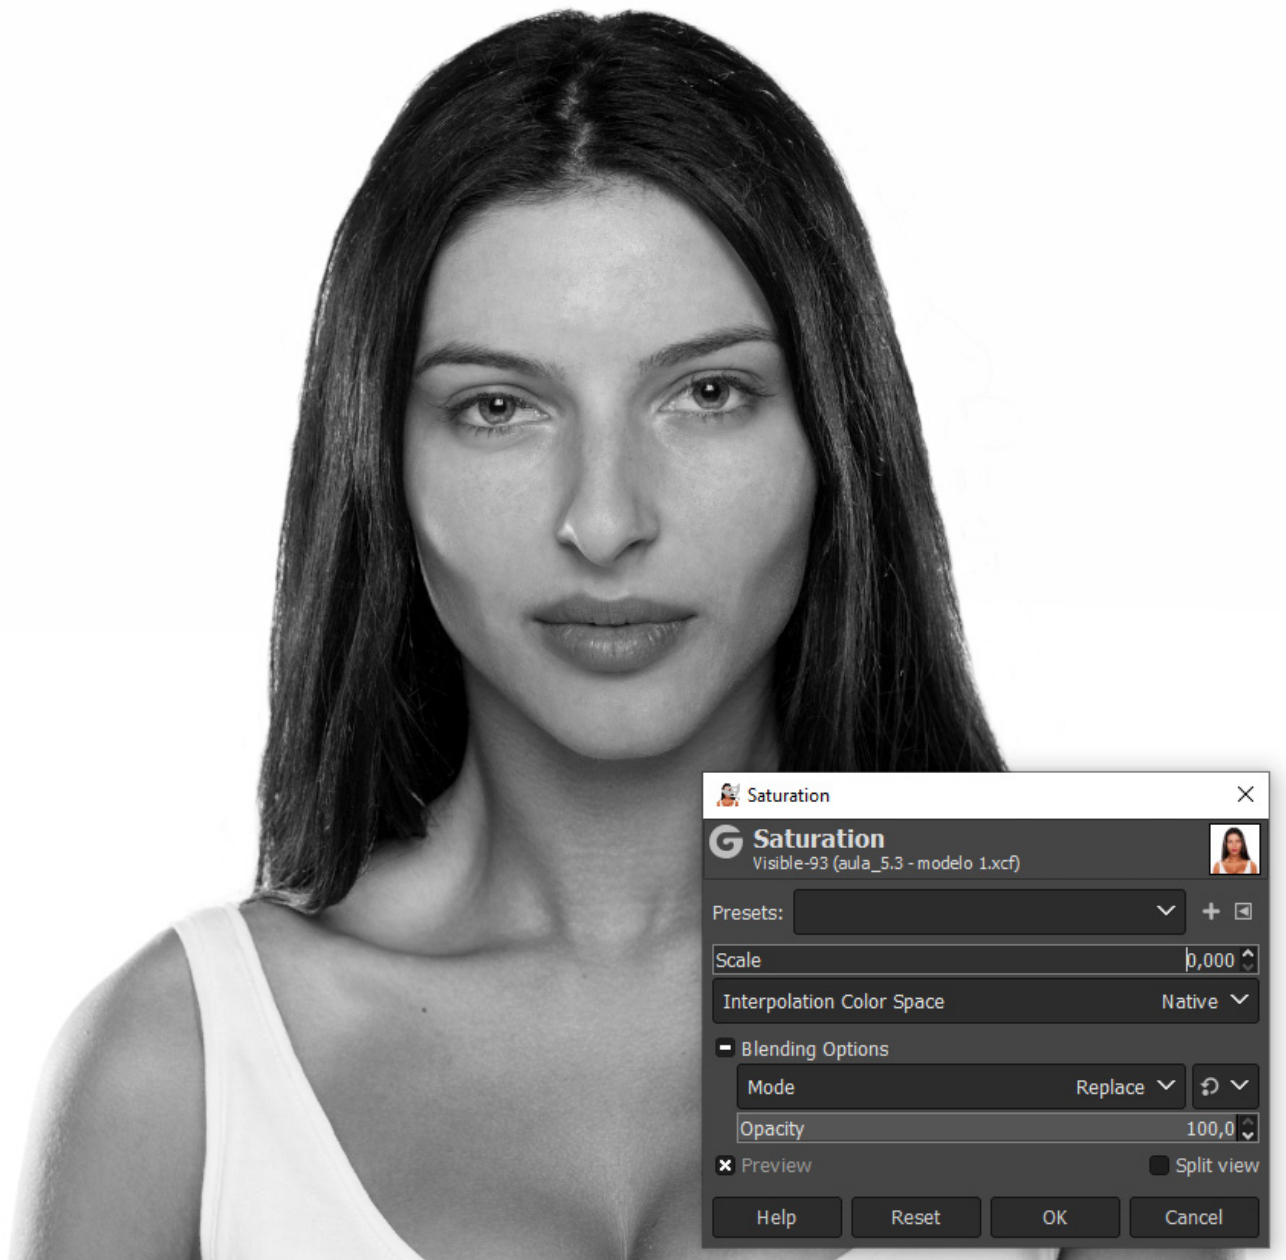 Saturation
Saturation
Visible-93 (aula_5.3 - modelo 1.xcf)
Presets:
Scale 0,000
Interpolation Color Space Native
Blending Options
Mode Replace
Opacity 100,0
Preview Split view
Help Reset OK Cancel